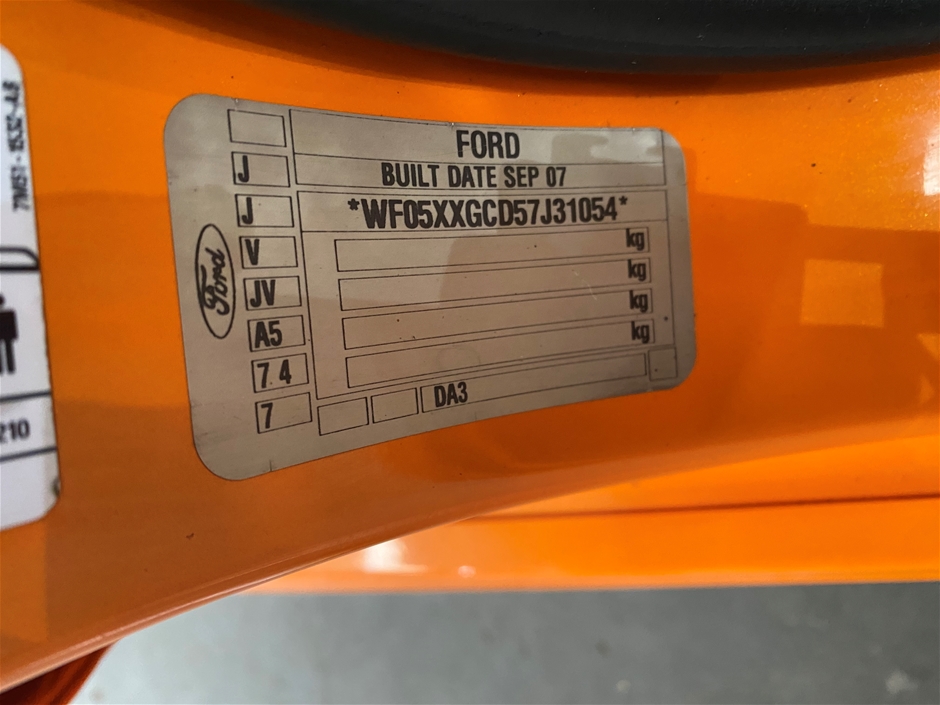 FORD
BUILT DATE SEP 07
*WF05XXGCD57J31054*
J
J
V
JV
A5
7 4
7
kg
kg
kg
kg
DA3
Ford
210